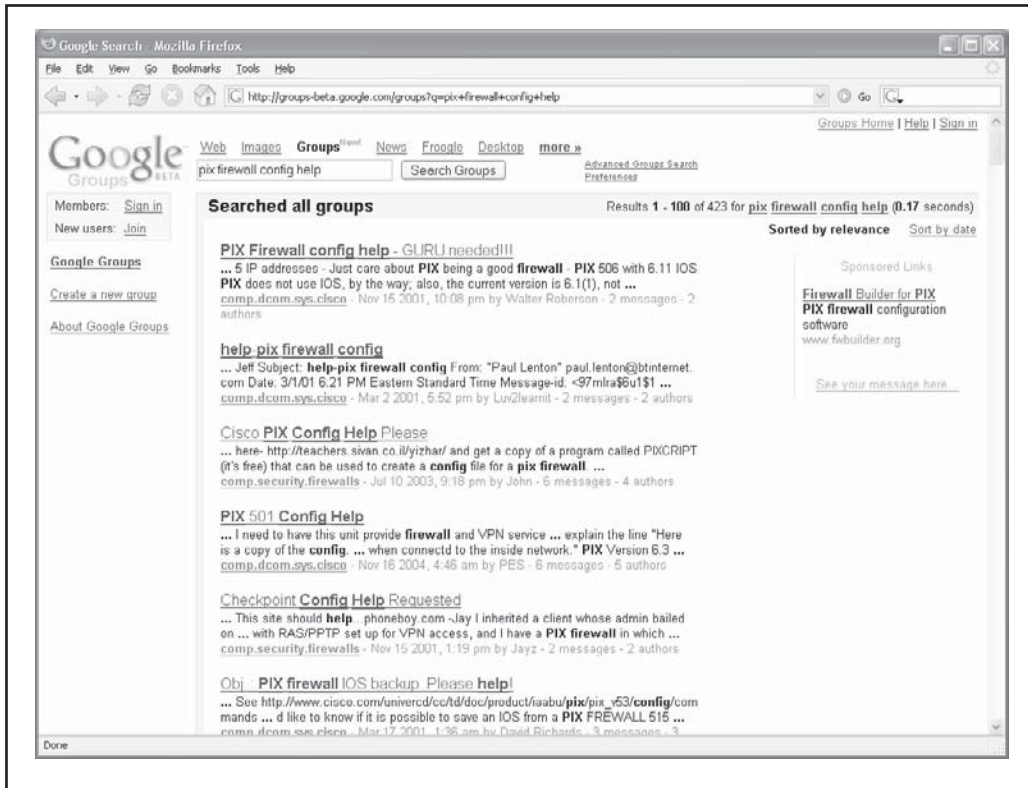 Google Search - Mozilla Firefox
File Edit View Go Bookmarks Tools Help
http://groups-beta.google.com/groups?q=pix+firewall+config+help
Go
Groups Home | Help | Sign in
Google Groups BETA
Web Images Groups New! News Froogle Desktop more »
pix firewall config help
Search Groups
Advanced Groups Search
Preferences
Members: Sign in
New users: Join
Google Groups
Create a new group
About Google Groups
Searched all groups
Results 1 - 100 of 423 for pix firewall config help (0.17 seconds)
Sorted by relevance Sort by date
PIX Firewall config help - GURU needed!!!
... 5 IP addresses - Just care about PIX being a good firewall - PIX 506 with 6.11 IOS
PIX does not use IOS, by the way; also, the current version is 6.1(1), not ...
comp.dcom.sys.cisco - Nov 15 2001, 10:08 pm by Walter Roberson - 2 messages - 2
authors
help-pix firewall config
... Jeff Subject: help-pix firewall config From: "Paul Lenton" paul.lenton@btinternet.
com Date: 3/1/01 6:21 PM Eastern Standard Time Message-id: <97mlra$6u1$1 ...
comp.dcom.sys.cisco - Mar 2 2001, 5:52 pm by Luv2learnit - 2 messages - 2 authors
Cisco PIX Config Help Please
... here- http://teachers.sivan.co.il/yizhar/ and get a copy of a program called PIXCRIPT
(it's free) that can be used to create a config file for a pix firewall. ...
comp.security.firewalls - Jul 10 2003, 9:18 pm by John - 6 messages - 4 authors
PIX 501 Config Help
... I need to have this unit provide firewall and VPN service ... explain the line "Here
is a copy of the config. ... when connectd to the inside network." PIX Version 6.3 ...
comp.dcom.sys.cisco - Nov 16 2004, 4:46 am by PES - 6 messages - 5 authors
Checkpoint Config Help Requested
... This site should help...phoneboy.com -Jay I inherited a client whose admin bailed
on ... with RAS/PPTP set up for VPN access, and I have a PIX firewall in which ...
comp.security.firewalls - Nov 15 2001, 1:19 pm by Jayz - 2 messages - 2 authors
Obj : PIX firewall IOS backup. Please help!
... See http://www.cisco.com/univercd/cc/td/doc/product/iaabu/pix/pix_v53/config/com
mands ... d like to know if it is possible to save an IOS from a PIX FIREWALL 515 ...
comp.dcom.sys.cisco - Mar 17 2001, 1:36 am by David Richards - 3 messages - 3
Sponsored Links
Firewall Builder for PIX
PIX firewall configuration
software
www.fwbuilder.org
See your message here...
Done